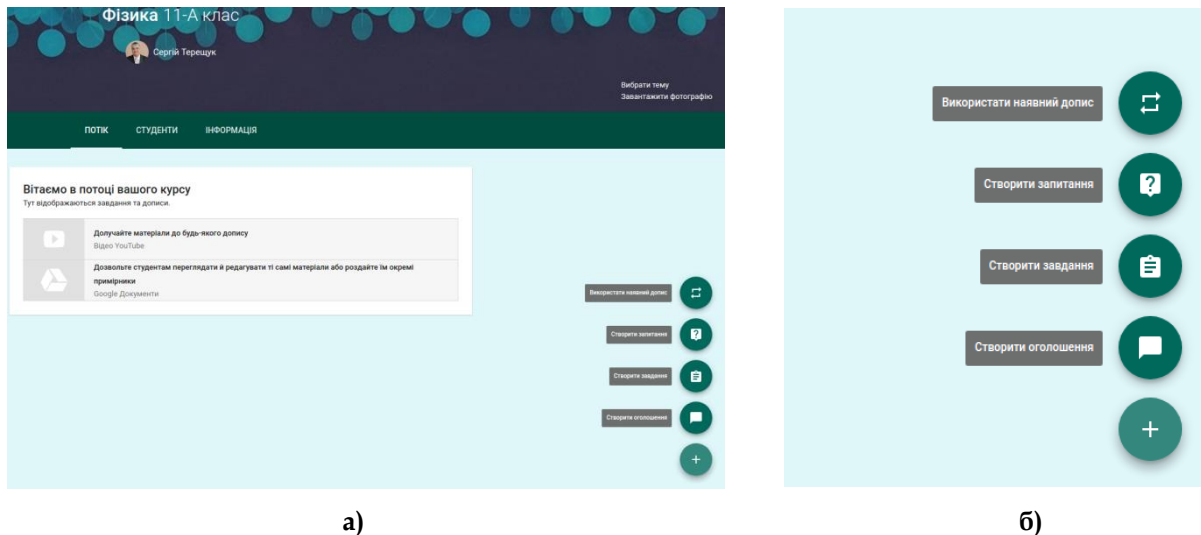 Фізика 11-А клас
Сергій Терещук
Вибрати тему
Завантажити фотографію
ПОТІК СТУДЕНТИ ІНФОРМАЦІЯ
Вітаємо в потоці вашого курсу
Тут відображаються завдання та дописи.
Долучайте матеріали до будь-якого допису
Відео YouTube
Дозвольте студентам переглядати й редагувати ті самі матеріали або роздайте їм окремі
примірники
Google Документи
Використати наявний допис
Створити запитання
Створити завдання
Створити оголошення
а)
Використати наявний допис
Створити запитання
Створити завдання
Створити оголошення
б)